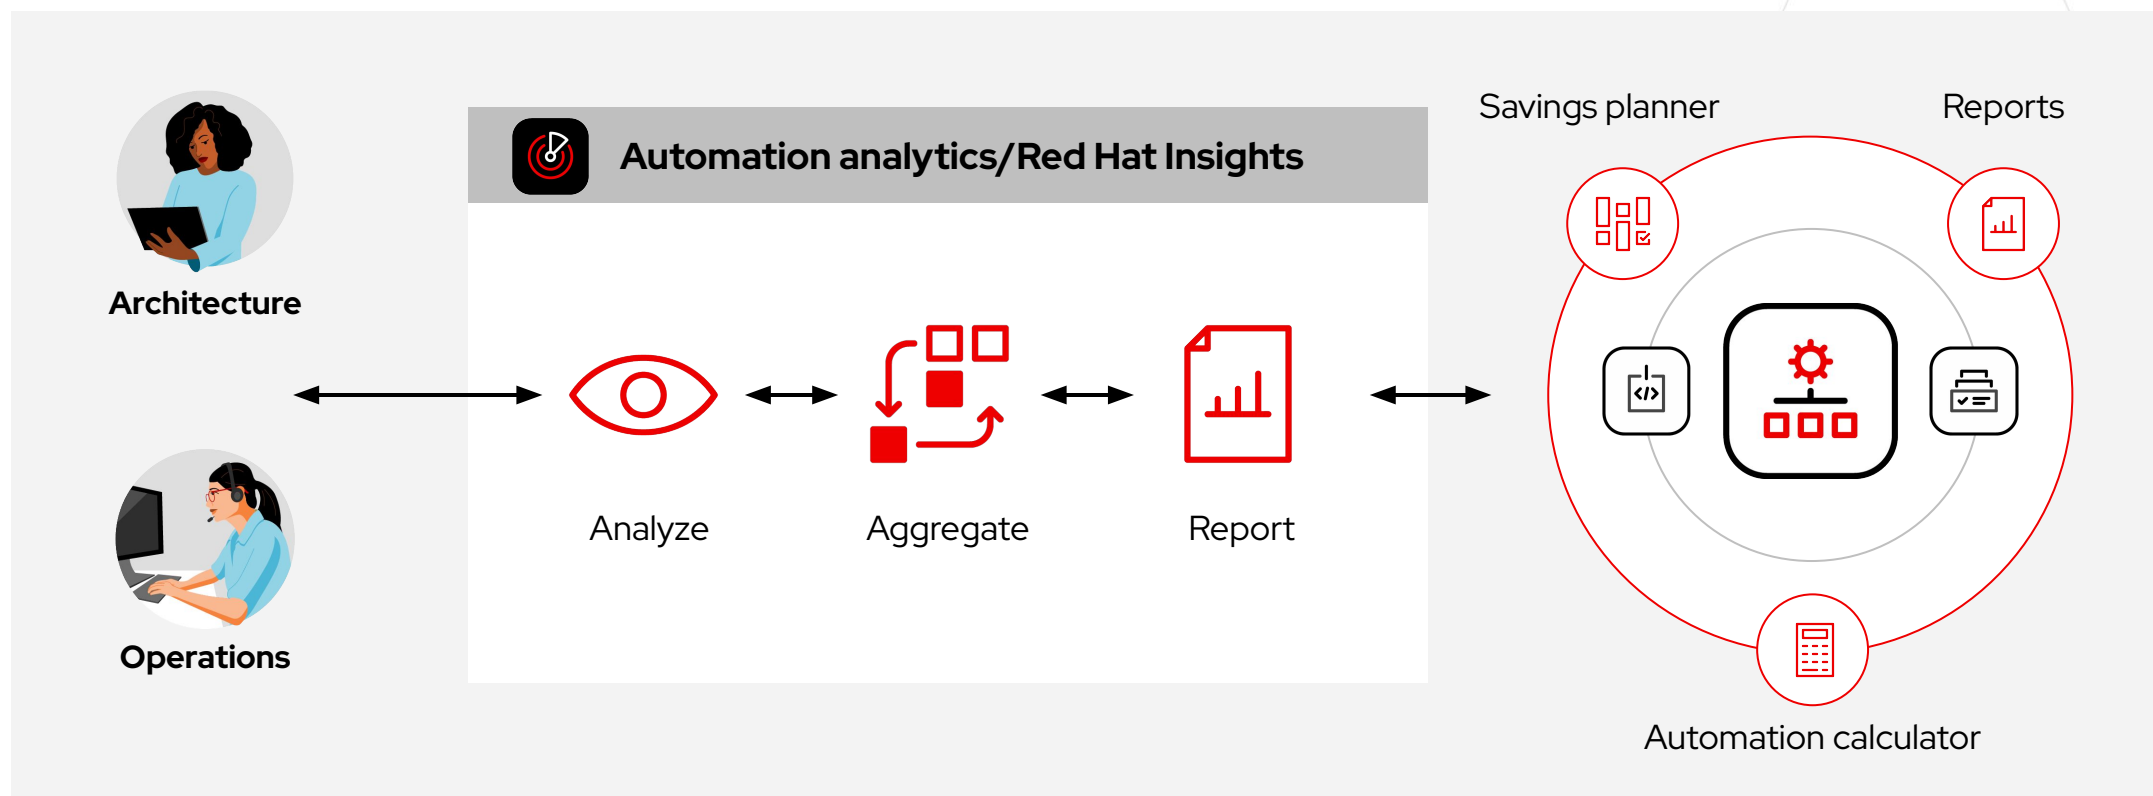 Architecture
Operations
Automation analytics/Red Hat Insights
Analyze
Aggregate
Report
Savings planner
Reports
</>
Automation calculator